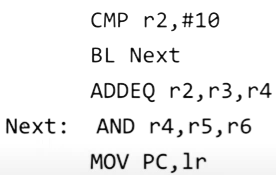 CMP r2,#10
BL Next
ADDEQ r2,r3,r4
Next: AND r4,r5,r6
MOV PC,lr